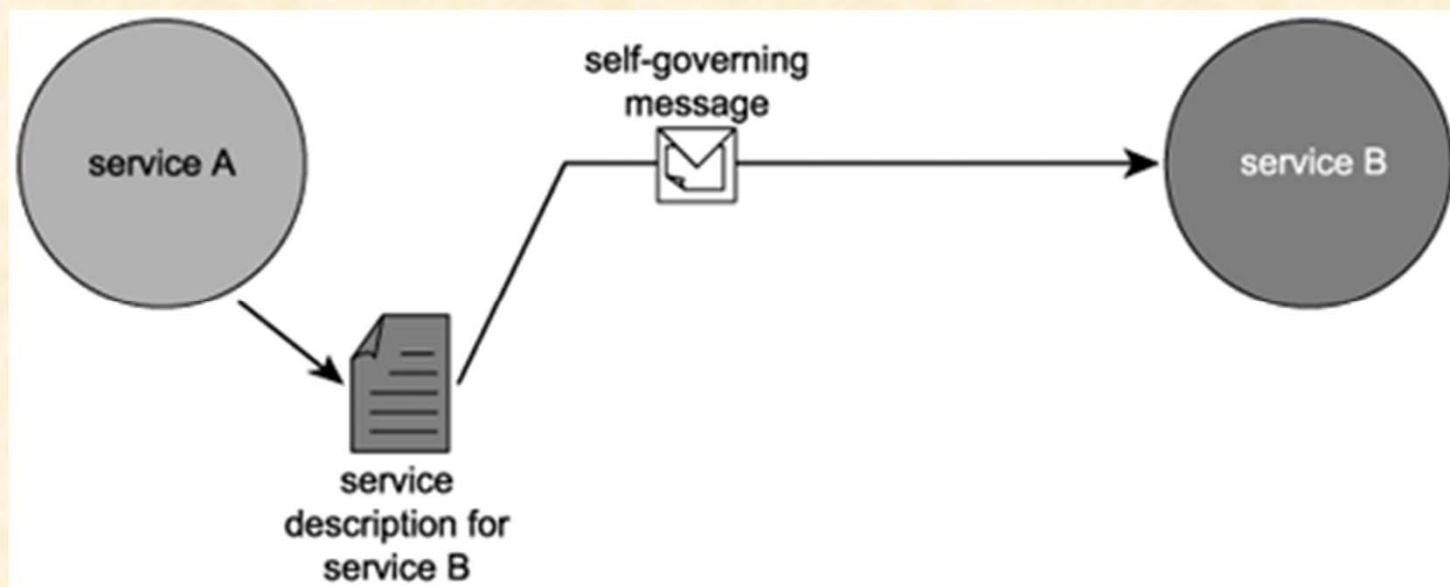 service A
self-governing
message
service B
service
description for
service B